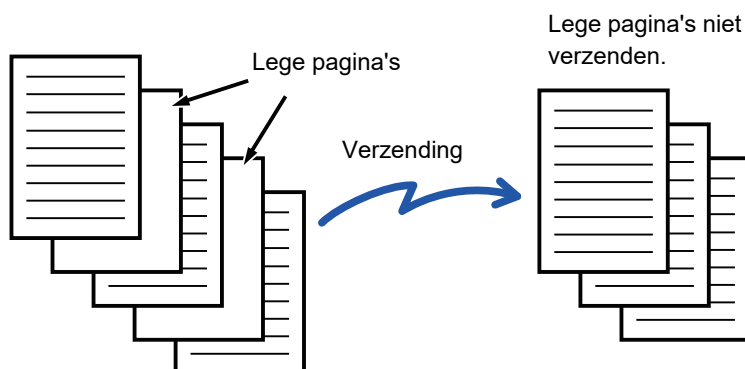 Lege pagina's niet
verzenden.
Lege pagina's
Verzending